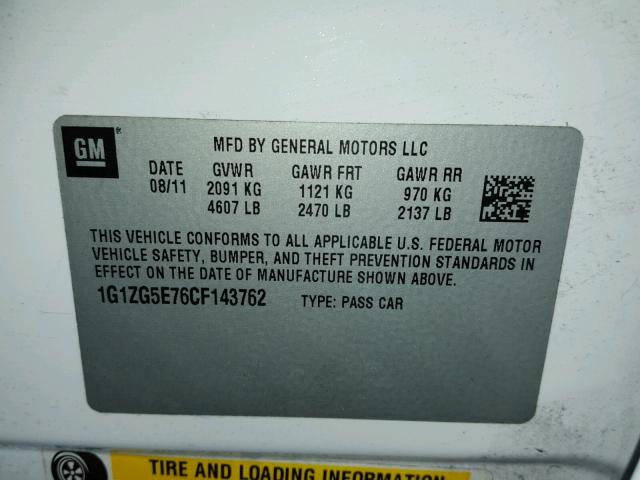 GM®
MFD BY GENERAL MOTORS LLC
DATE GVWR GAWR FRT GAWR RR
08/11 2091 KG 1121 KG 970 KG
4607 LB 2470 LB 2137 LB
THIS VEHICLE CONFORMS TO ALL APPLICABLE U.S. FEDERAL MOTOR
VEHICLE SAFETY, BUMPER, AND THEFT PREVENTION STANDARDS IN
EFFECT ON THE DATE OF MANUFACTURE SHOWN ABOVE.
1G1ZG5E76CF143762 TYPE: PASS CAR
TIRE AND LOADING INFORMATION